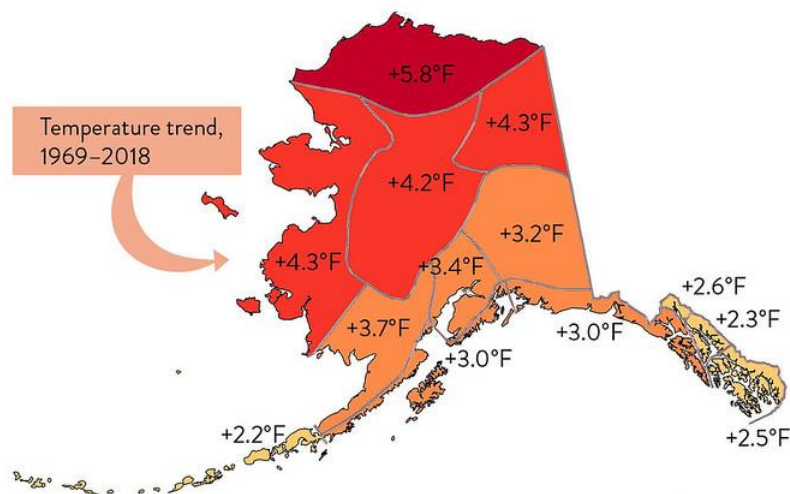 +5.8°F
Temperature trend,
1969–2018
+4.3°F
+4.2°F
+3.2°F
+4.3°F
+3.4°F
+2.6°F
+2.3°F
+3.7°F
+3.0°F
+3.0°F
+2.2°F
+2.5°F